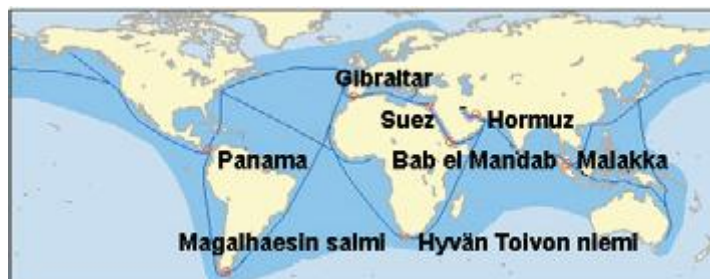 Gibraltar
Suez
Hormuz
Panama
Bab el Mandab
Malakka
Magalhaesin salmi
Hyvän Toivon niemi